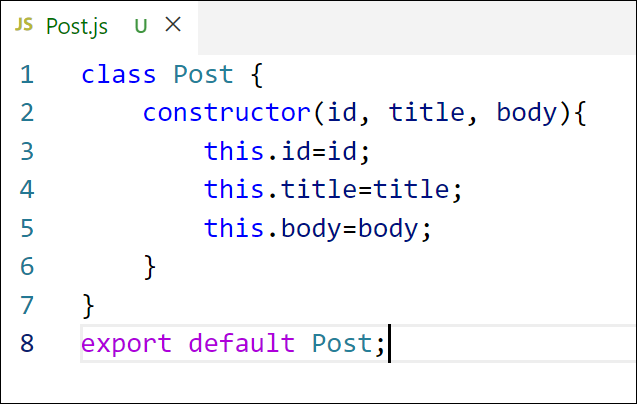 JS Post.js U
1 class Post {
2     constructor(id, title, body){
3         this.id=id;
4         this.title=title;
5         this.body=body;
6     }
7 }
8 export default Post;